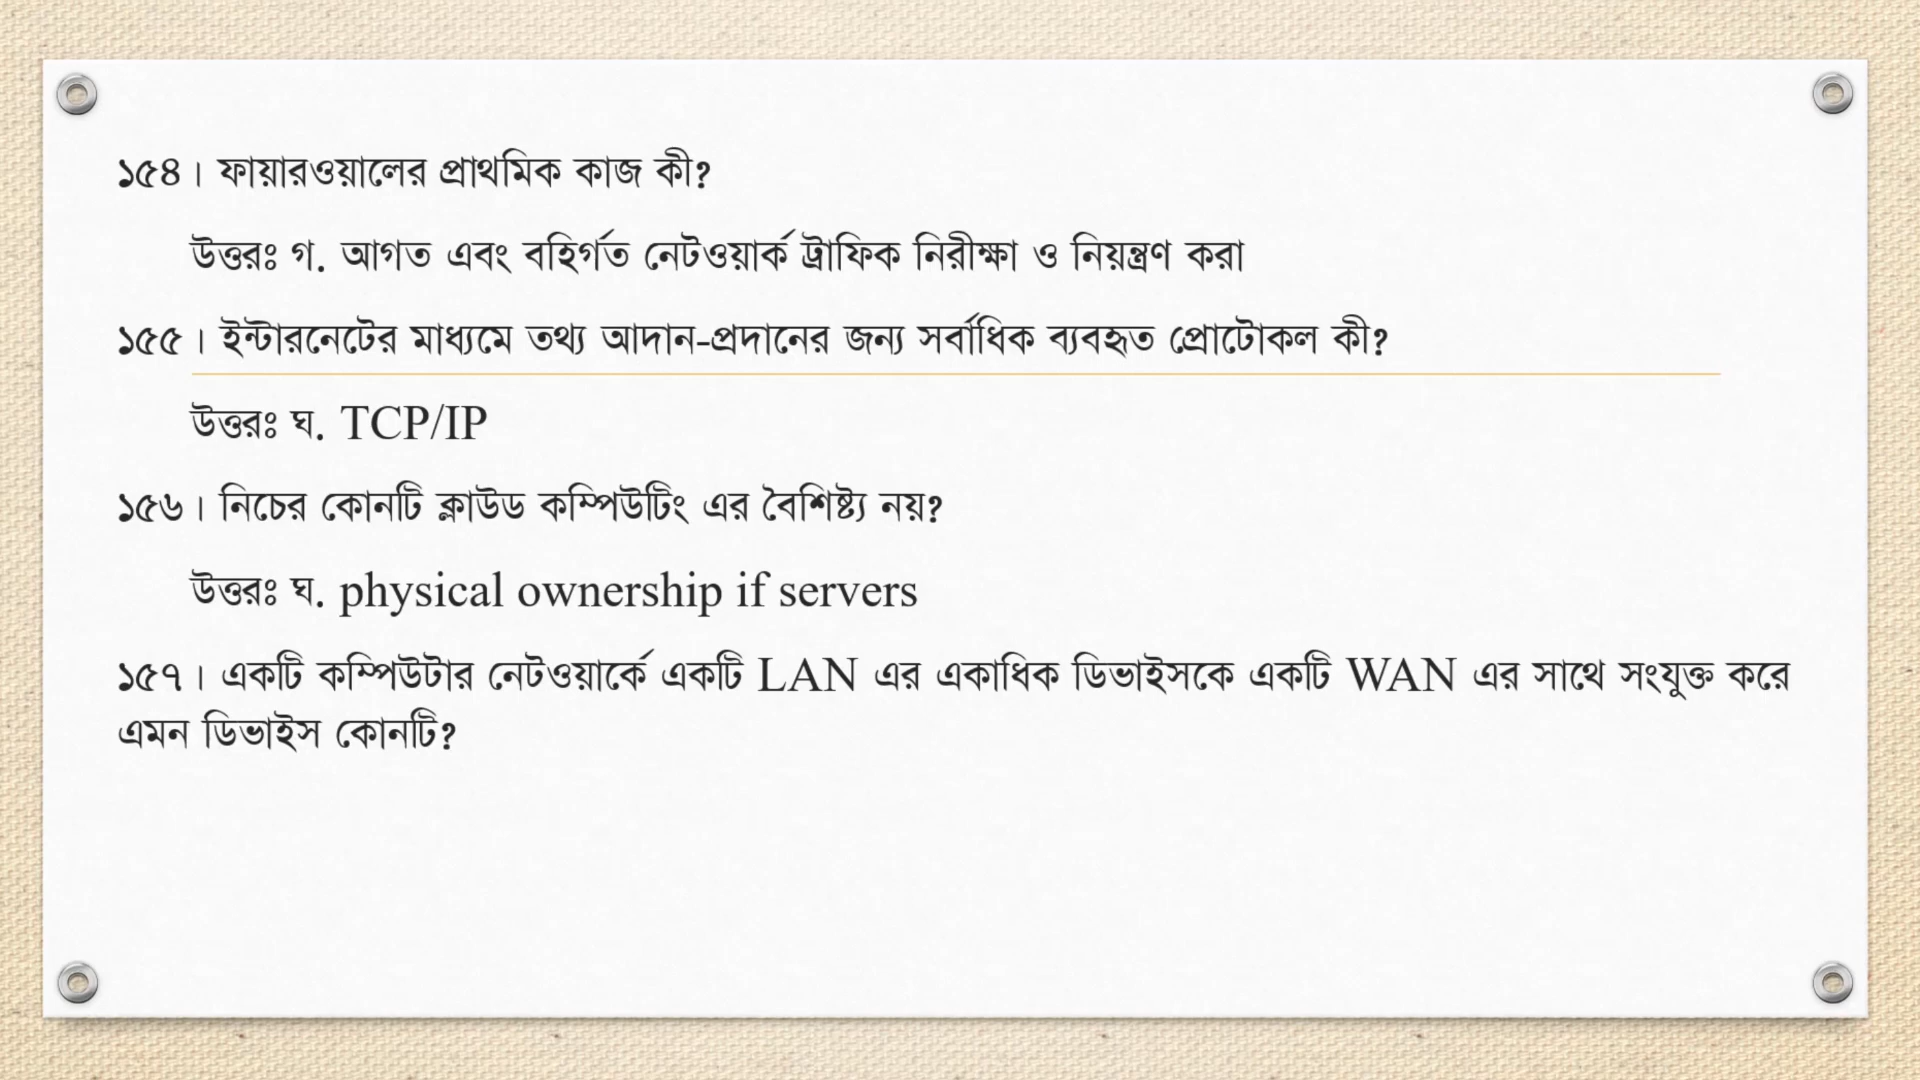 ১৫৪। ফায়ারওয়ালের প্রাথমিক কাজ কী?
উত্তরঃ গ. আগত এবং বহির্গত নেটওয়ার্ক ট্রাফিক নিরীক্ষা ও নিয়ন্ত্রণ করা
১৫৫। ইন্টারনেটের মাধ্যমে তথ্য আদান-প্রদানের জন্য সর্বাধিক ব্যবহৃত প্রোটোকল কী?
উত্তরঃ ঘ. TCP/IP
১৫৬। নিচের কোনটি ক্লাউড কম্পিউটিং এর বৈশিষ্ট্য নয়?
উত্তরঃ ঘ. physical ownership if servers
১৫৭। একটি কম্পিউটার নেটওয়ার্কে একটি LAN এর একাধিক ডিভাইসকে একটি WAN এর সাথে সংযুক্ত করে
এমন ডিভাইস কোনটি?